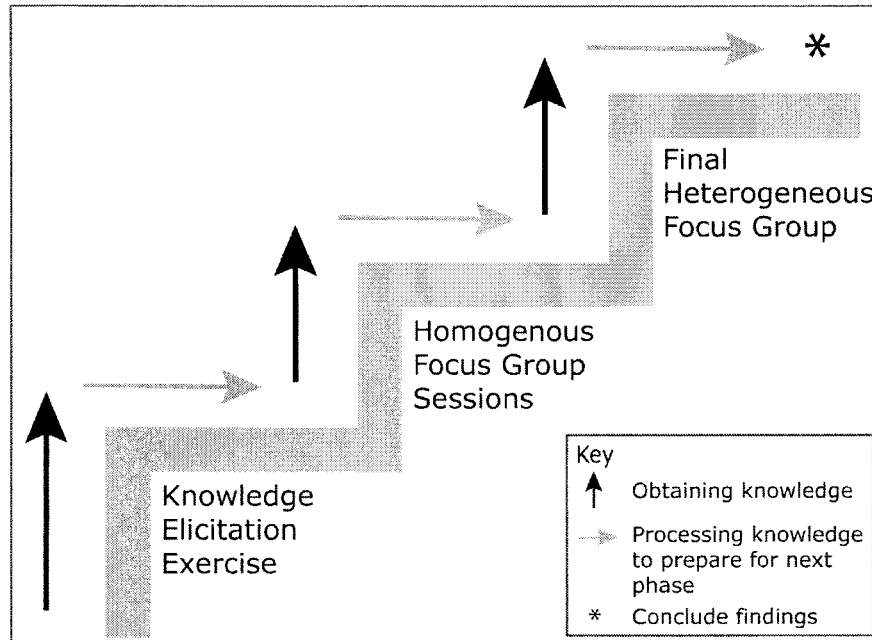 Final
Heterogeneous
Focus Group
Homogenous
Focus Group
Sessions
Knowledge
Elicitation
Exercise
Key
Obtaining knowledge
Processing knowledge
to prepare for next
phase
* Conclude findings
*